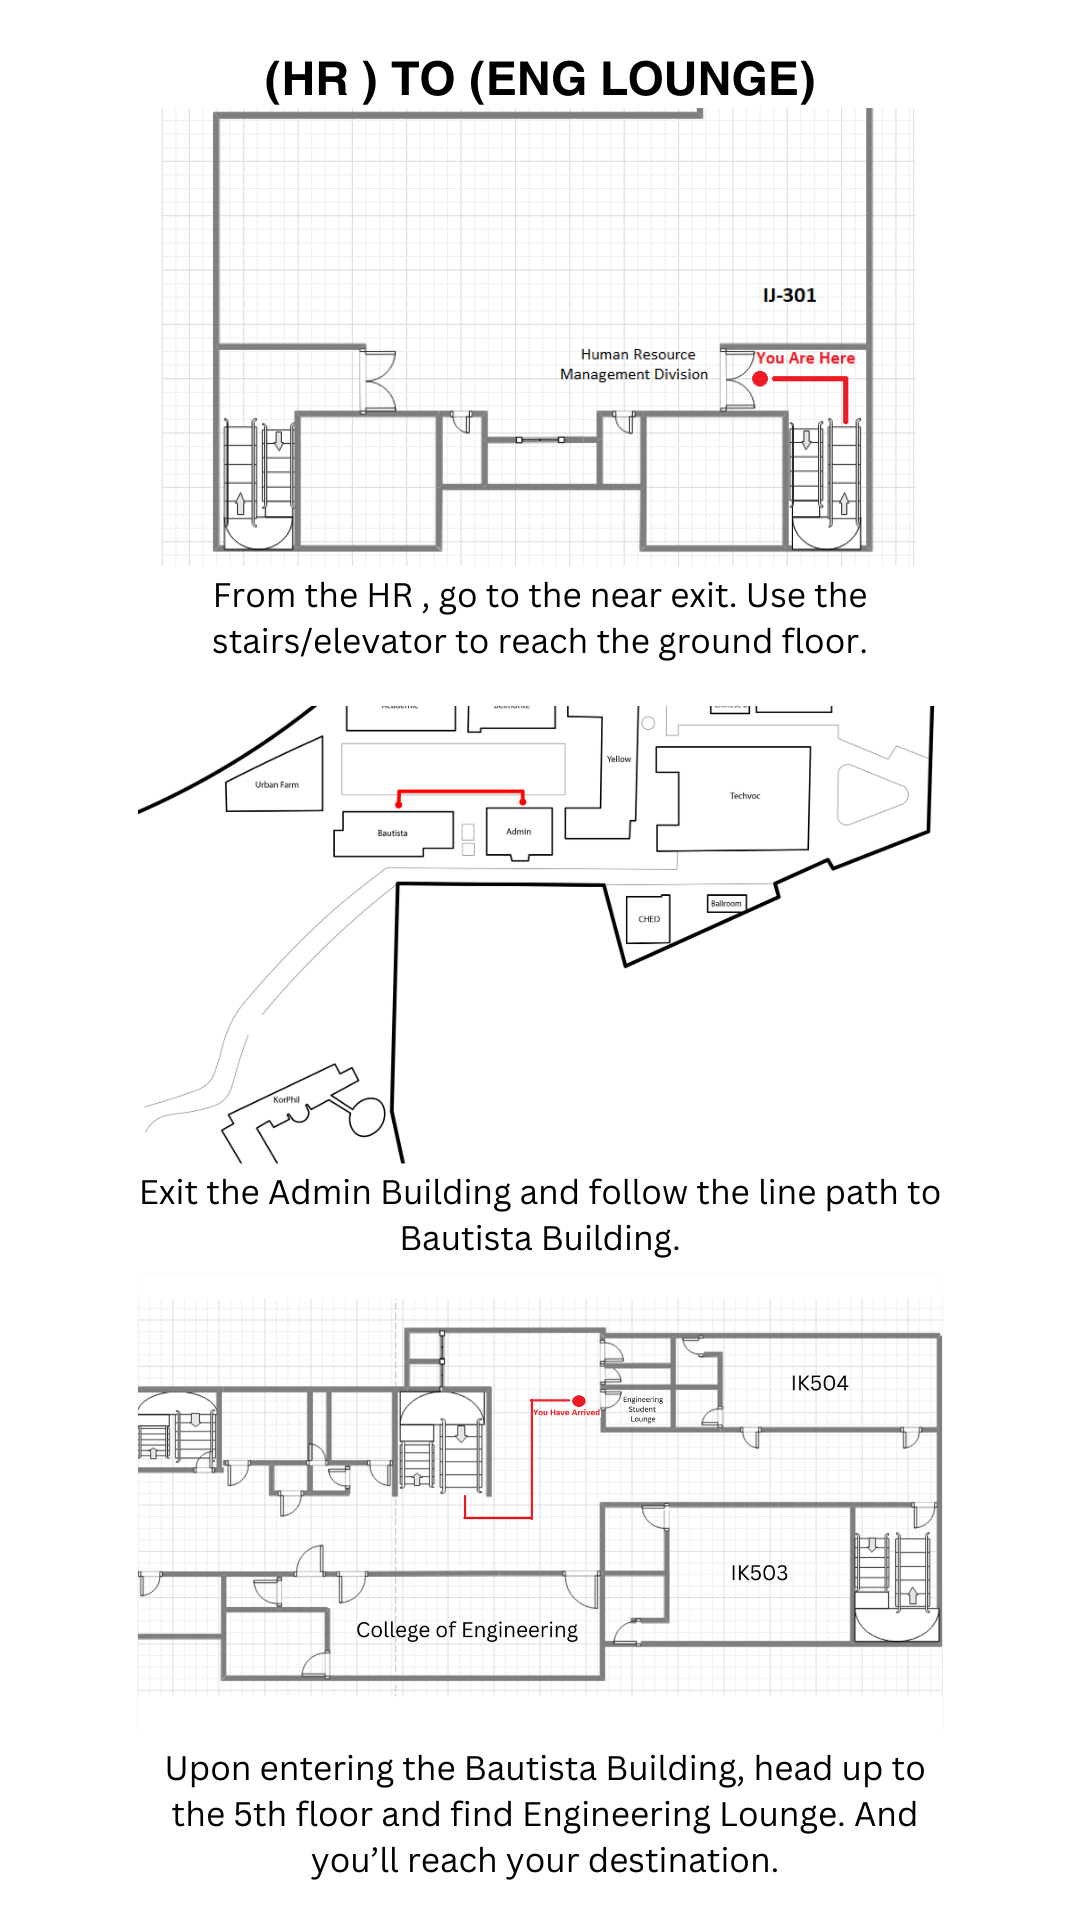 (HR ) TO (ENG LOUNGE)
IJ-301
Human Resource
Management Division
You Are Here
From the HR , go to the near exit. Use the
stairs/elevator to reach the ground floor.
Academic
Belmonte
Yellow
Urban Farm
Techvoc
Bautista
Admin
CHED
Ballroom
KorPhil
Exit the Admin Building and follow the line path to
Bautista Building.
IK504
Engineering
Student
Lounge
You Have Arrived
IK503
College of Engineering
Upon entering the Bautista Building, head up to
the 5th floor and find Engineering Lounge. And
you’ll reach your destination.